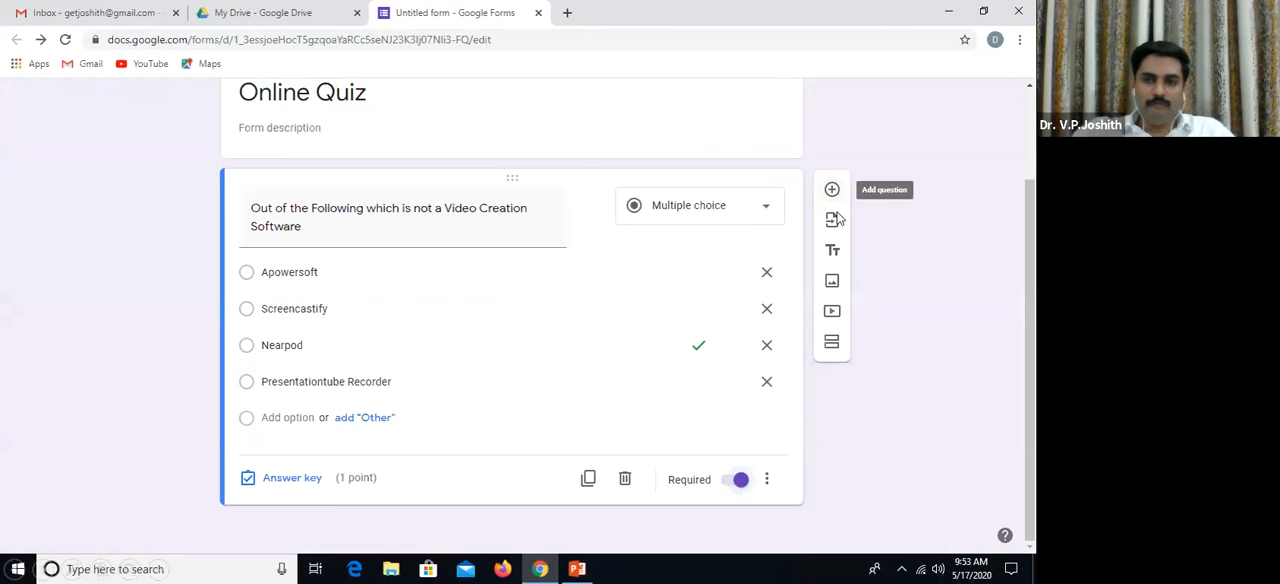 Inbox - getjoshith@gmail.com -
My Drive - Google Drive
Untitled form - Google Forms
docs.google.com/forms/d/1_3essjoeHocT5gzqoaYaRCc5seNJ23K3Ij07NIi3-FQ/edit
D
Apps
Gmail
YouTube
Maps
Dr. V.P.Joshith
Online Quiz
Form description
Out of the Following which is not a Video Creation
Software
Multiple choice
Add question
Tт
Apowersoft
Screencastify
Nearpod
Presentationtube Recorder
Add option or add "Other"
Answer key (1 point)
Required
Type here to search
9:53 AM
5/17/2020